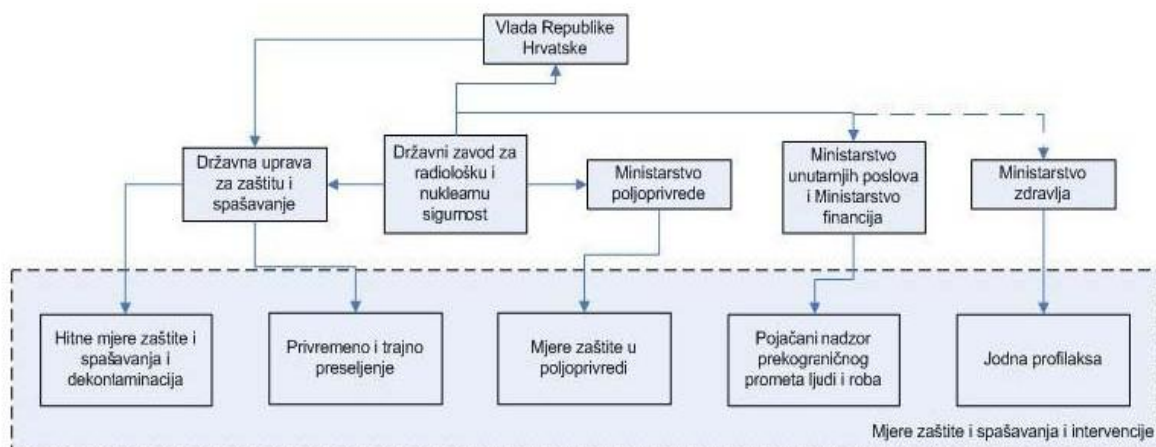 Vlada Republike
Hrvatske
Državna uprava
za zaštitu i
spašavanje
Državni zavod za
radiološku i
nuklearnu
sigurnost
Ministarstvo
poljoprivrede
Ministarstvo
unutarnjih poslova
i Ministarstvo
financija
Ministarstvo
zdravlja
Hitne mjere zaštite i
spašavanja i
dekontaminacija
Privremeno i trajno
preseljenje
Mjere zaštite u
poljoprivredi
Pojačani nadzor
prekograničnog
prometa ljudi i roba
Jodna profilaksa
Mjere zaštite i spašavanja i intervencije